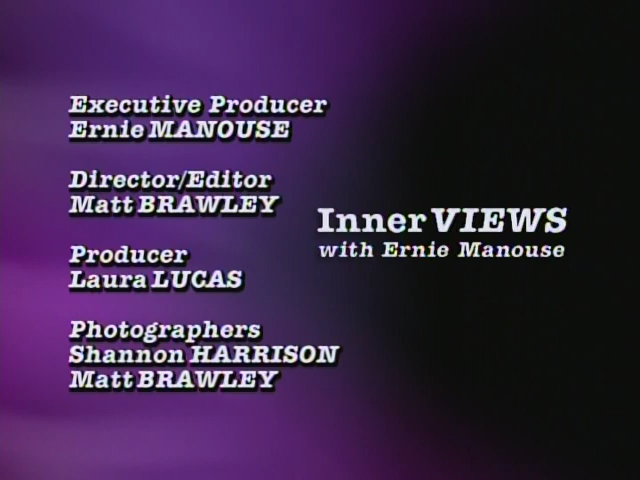 Executive Producer
Ernie MANOUSE
Director/Editor
Matt BRAWLEY
Producer
Laura LUCAS
Photographers
Shannon HARRISON
Matt BRAWLEY
InnerVIEWS
with Ernie Manouse